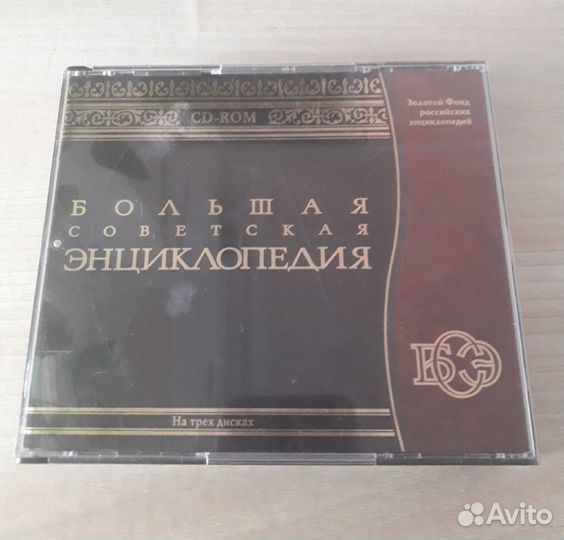 CD-ROM
Золотой Фонд
российских
энциклопедий
БОЛЬШАЯ
СОВЕТСКАЯ
ЭНЦИКЛОПЕДИЯ
БСЭ
На трех дисках
Avito